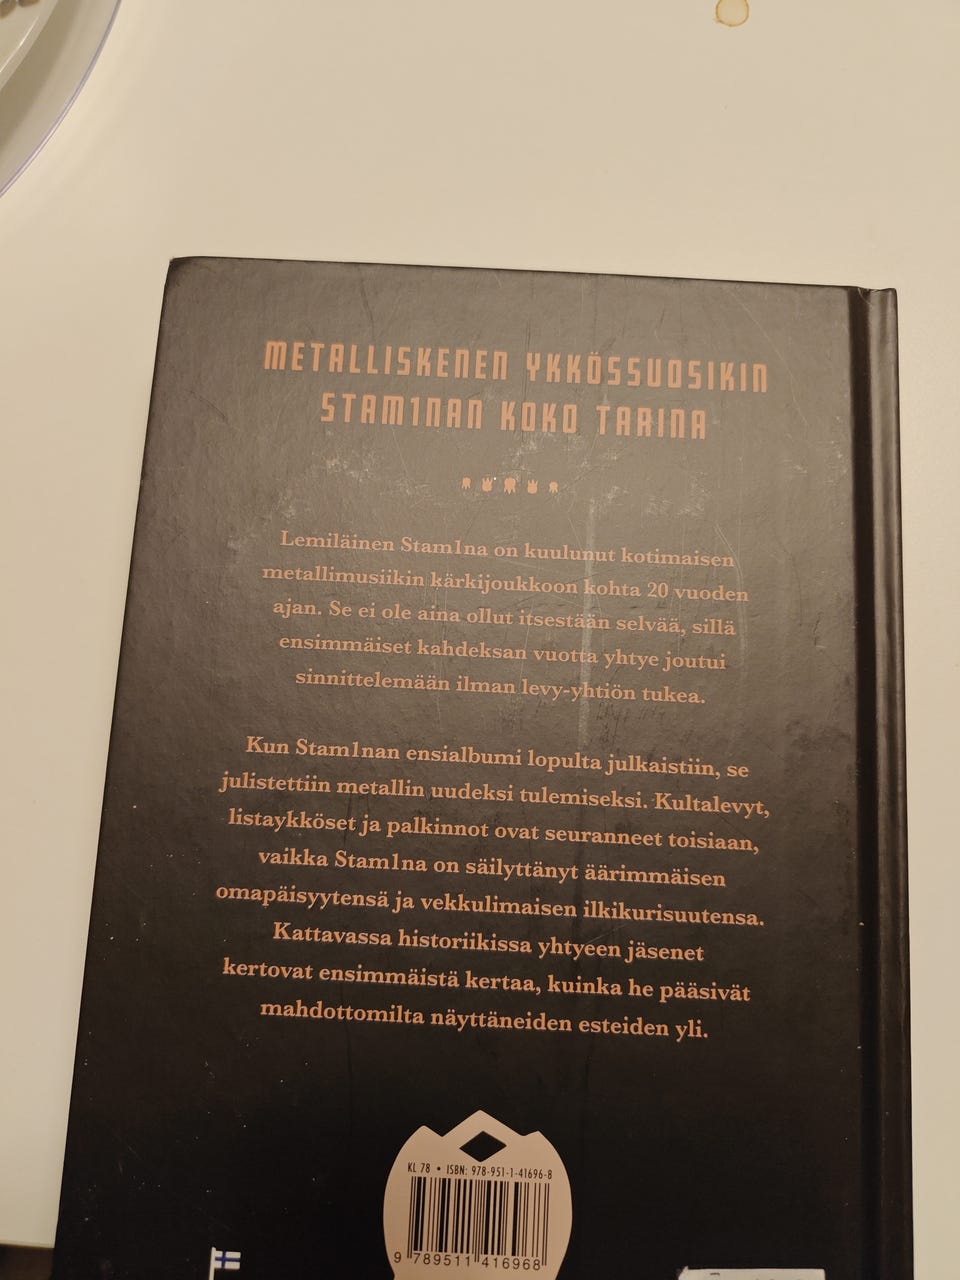 METALLISKENEN YKKÖSSUOSIKIN
STAM1NAN KOKO TARINA
Lemiläinen Stam1na on kuulunut kotimaisen
metallimusiikin kärkijoukkoon kohta 20 vuoden
ajan. Se ei ole aina ollut itsestään selvää, sillä
ensimmäiset kahdeksan vuotta yhtye joutui
sinnittelemään ilman levy-yhtiön tukea.
Kun Stam1nan ensialbumi lopulta julkaistiin, se
julistettiin metallin uudeksi tulemiseksi. Kultalevyt,
listaykköset ja palkinnot ovat seuranneet toisiaan,
vaikka Stam1na on säilyttänyt äärimmäisen
omapäisyytensä ja vekkulimaisen ilkikurisuutensa.
Kattavassa historiikissa yhtyeen jäsenet
kertovat ensimmäistä kertaa, kuinka he pääsivät
mahdottomilta näyttäneiden esteiden yli.
KL 78 • ISBN: 978-951-1-41696-8
9 789511 416968